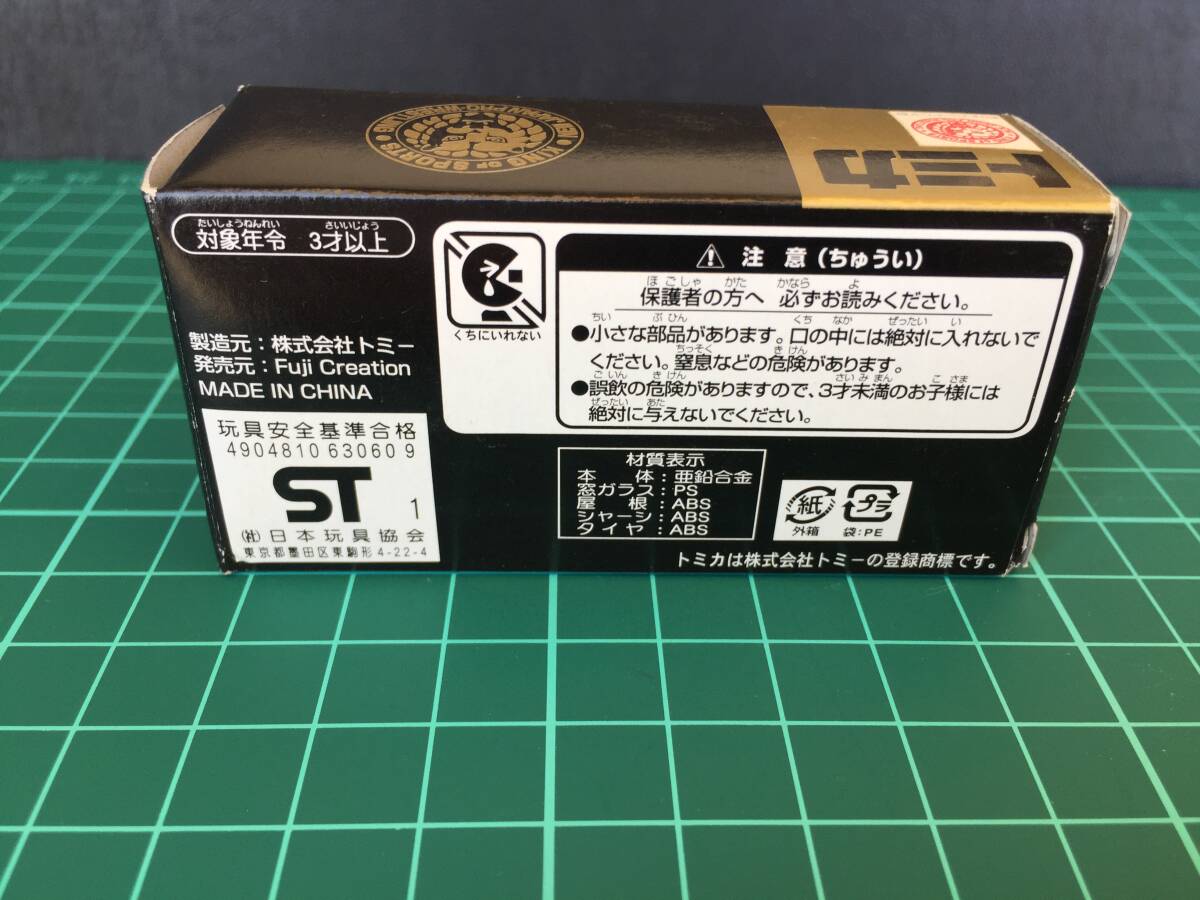 NEW JAPAN PRO-WRESTLING
KING OF SPORTS
トミカ
たいしょうねんれい さいいじょう
対象年令 3才以上
製造元：株式会社トミー
発売元：Fuji Creation
MADE IN CHINA
玩具安全基準合格
4904810 63060 9
ST 1
(社)日本玩具協会
東京都墨田区東駒形4-22-4
くちにいれない
注 意（ちゅうい）
ほごしゃ かた かなら よ
保護者の方へ 必ずお読みください。
ちい ぶひん くち なか ぜったい い
●小さな部品があります。口の中には絶対に入れないで
ちっそく きけん
ください。窒息などの危険があります。
ごいん きけん さいみまん こさま
●誤飲の危険がありますので、3才未満のお子様には
ぜったい あた
絶対に与えないでください。
材質表示
本 体：亜鉛合金
窓ガラス：PS
屋 根：ABS
シャーシ：ABS
タイヤ：ABS
紙
外箱
プラ
袋：PE
トミカは株式会社トミーの登録商標です。